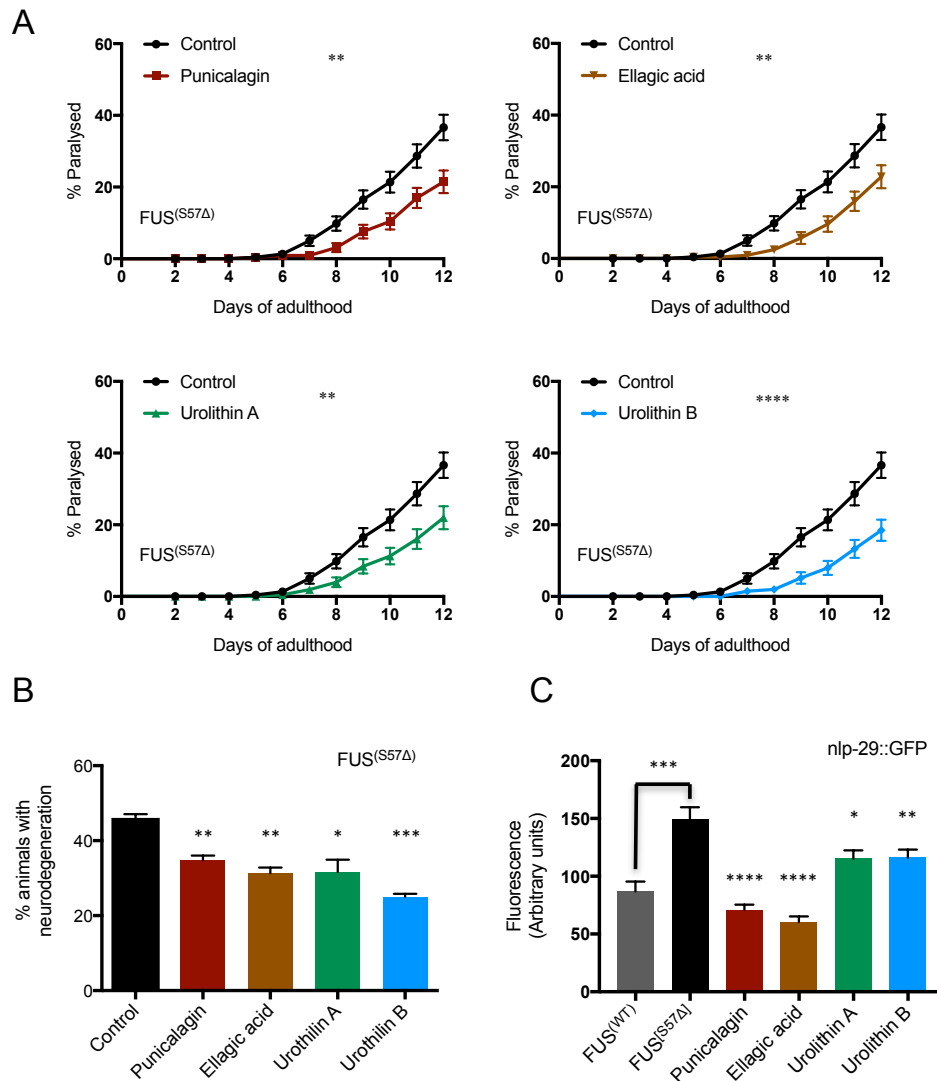 A
Control
Punicalagin
**
60
40
20
0
% Paralysed
FUS(S57Δ)
0 2 4 6 8 10 12
Days of adulthood
Control
Ellagic acid
**
60
40
20
0
% Paralysed
FUS(S57Δ)
0 2 4 6 8 10 12
Days of adulthood
Control
Urolithin A
**
60
40
20
0
% Paralysed
FUS(S57Δ)
0 2 4 6 8 10 12
Days of adulthood
Control
Urolithin B
****
60
40
20
0
% Paralysed
FUS(S57Δ)
0 2 4 6 8 10 12
Days of adulthood
B
FUS(S57Δ)
60
40
20
0
% animals with
neurodegeneration
** ** * ***
Control
Punicalagin
Ellagic acid
Urothilin A
Urothilin B
C
nlp-29::GFP
200
150
100
50
0
Fluorescence
(Arbitrary units)
***
**** **** * **
FUS(WT)
FUS[S57Δ]
Punicalagin
Ellagic acid
Urolithin A
Urolithin B